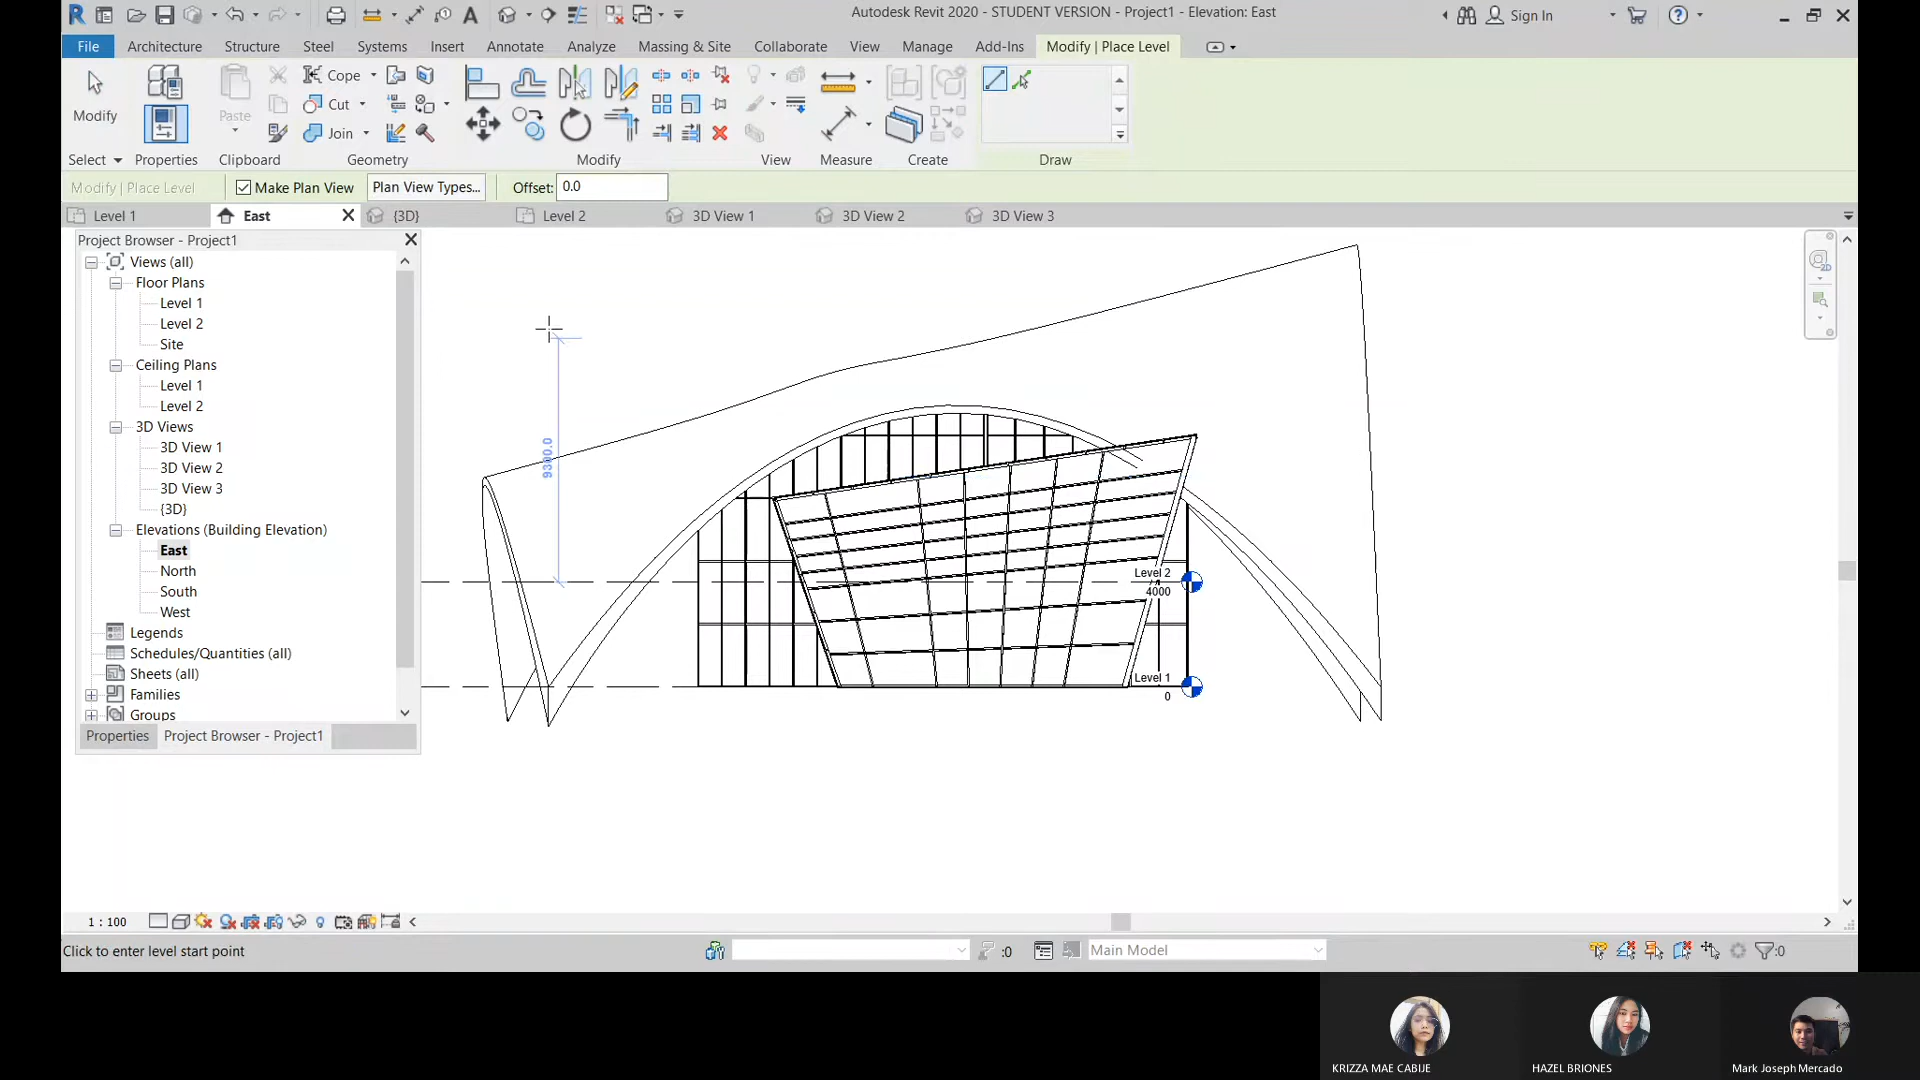 Autodesk Revit 2020 - STUDENT VERSION - Project1 - Elevation: East
Sign In
File Architecture Structure Steel Systems Insert Annotate Analyze Massing & Site Collaborate View Manage Add-Ins Modify | Place Level
Modify
Paste
Cope
Cut
Join
Select Properties Clipboard Geometry Modify View Measure Create Draw
Modify | Place Level Make Plan View Plan View Types... Offset: 0.0
Level 1 East {3D} Level 2 3D View 1 3D View 2 3D View 3
Project Browser - Project1
Views (all)
Floor Plans
Level 1
Level 2
Site
Ceiling Plans
Level 1
Level 2
3D Views
3D View 1
3D View 2
3D View 3
{3D}
Elevations (Building Elevation)
East
North
South
West
Legends
Schedules/Quantities (all)
Sheets (all)
Families
Groups
Properties Project Browser - Project1
Level 2
4000
Level 1
0
1 : 100
Click to enter level start point
:0
Main Model
:0
KRIZZA MAE CABIJE HAZEL BRIONES Mark Joseph Mercado